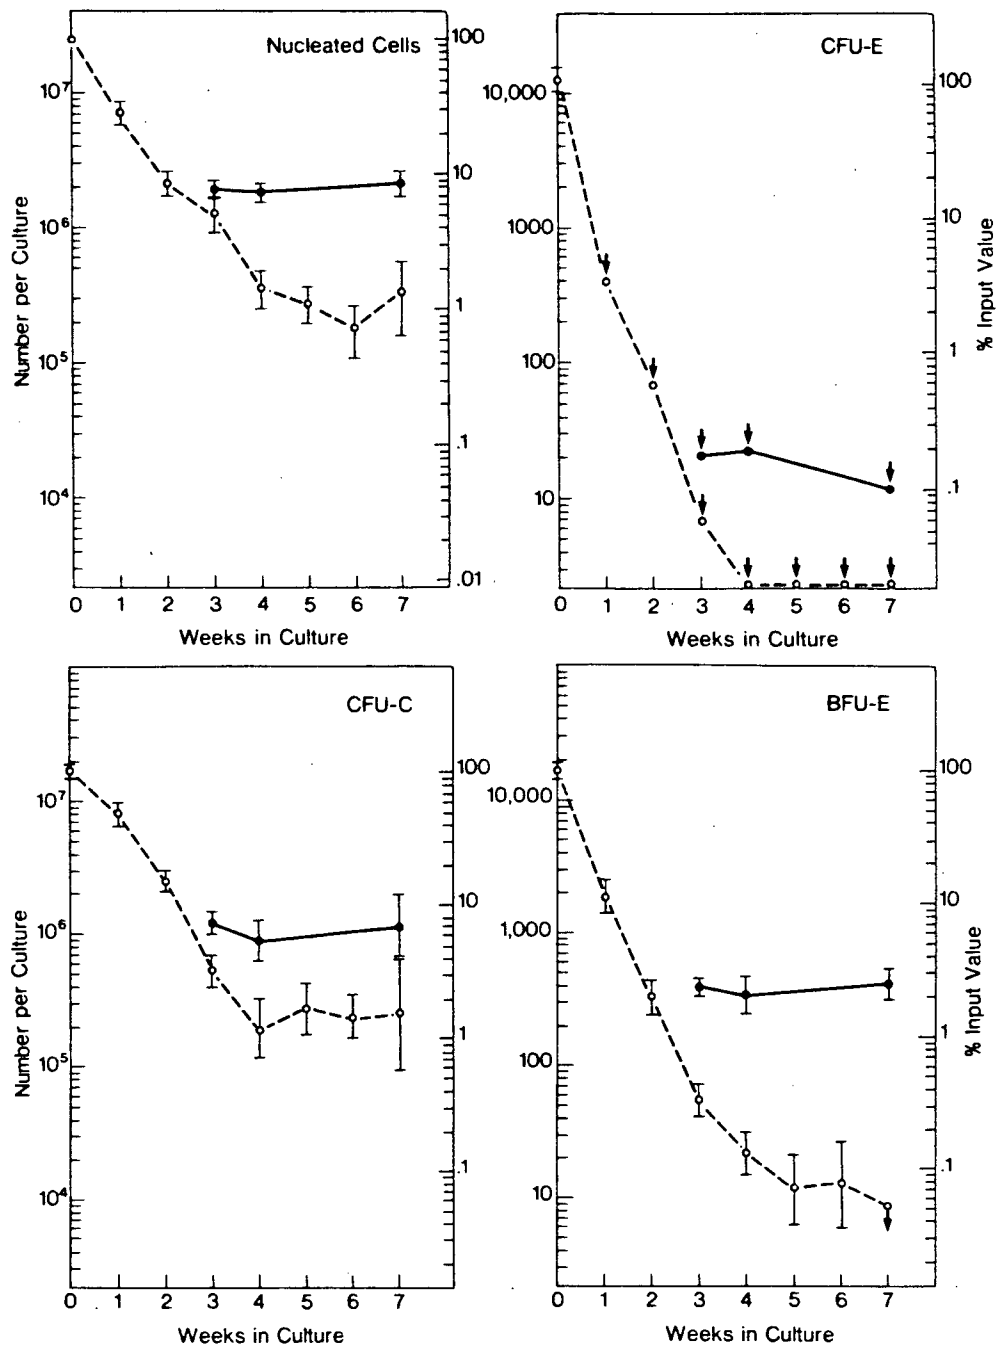 Nucleated Cells
Number per Culture
10⁷
10⁶
10⁵
10⁴
100
10
1
.1
.01
0 1 2 3 4 5 6 7
Weeks in Culture
CFU-E
10,000
1000
100
10
100
10
1
.1
% Input Value
0 1 2 3 4 5 6 7
Weeks in Culture
CFU-C
Number per Culture
10⁷
10⁶
10⁵
10⁴
100
10
1
.1
0 1 2 3 4 5 6 7
Weeks in Culture
BFU-E
10,000
1,000
100
10
100
10
1
.1
% Input Value
0 1 2 3 4 5 6 7
Weeks in Culture